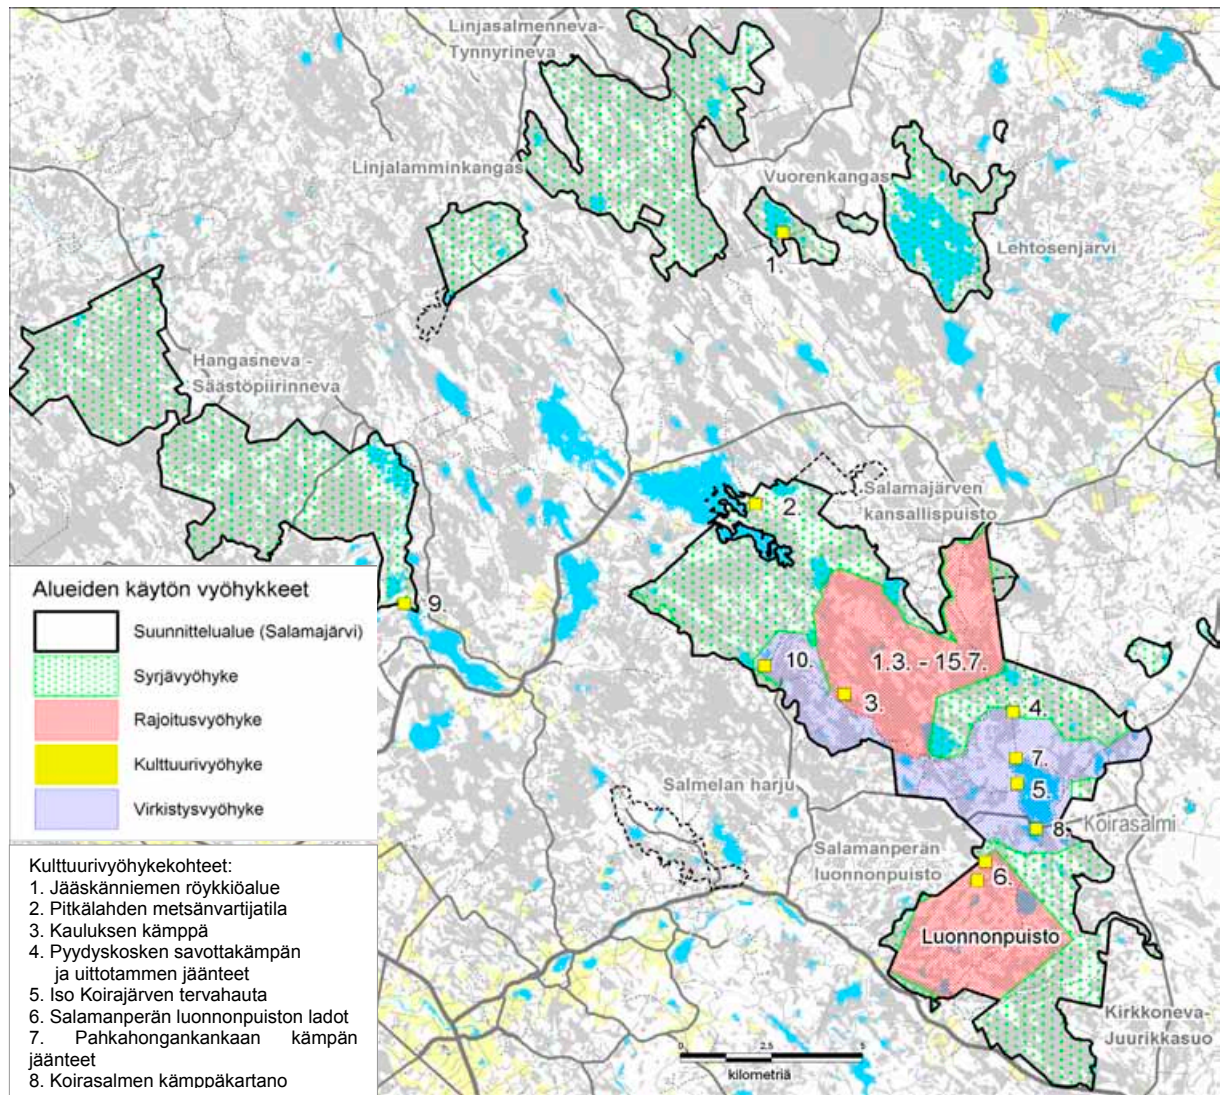 Linjasalmenneva-
Tynnyrineva
Linjalamminkangas
Vuorenkangas
1.
Lehtosenjärvi
Hangasneva -
Säästöpiirinneva
2.
Salamajärven
kansallispuisto
Alueiden käytön vyöhykkeet
Suunnittelualue (Salamajärvi)
Syrjävyöhyke
Rajoitusvyöhyke
Kulttuurivyöhyke
Virkistysvyöhyke
9.
10.
1.3. - 15.7.
3.
4.
7.
5.
Salmelan harju
8.
Koirasalmi
Salamanperän
luonnonpuisto
6.
Luonnonpuisto
Kirkkoneva-
Juurikkasuo
0 2.5 5
kilometriä
Kulttuurivyöhykekohteet:
1. Jääskänniemen röykkiöalue
2. Pitkälahden metsänvartijatila
3. Kauluksen kämppä
4. Pyydyskosken savottakämpän
ja uittotammen jäänteet
5. Iso Koirajärven tervahauta
6. Salamanperän luonnonpuiston ladot
7. Pahkahongankankaan kämpän
jäänteet
8. Koirasalmen kämppäkartano